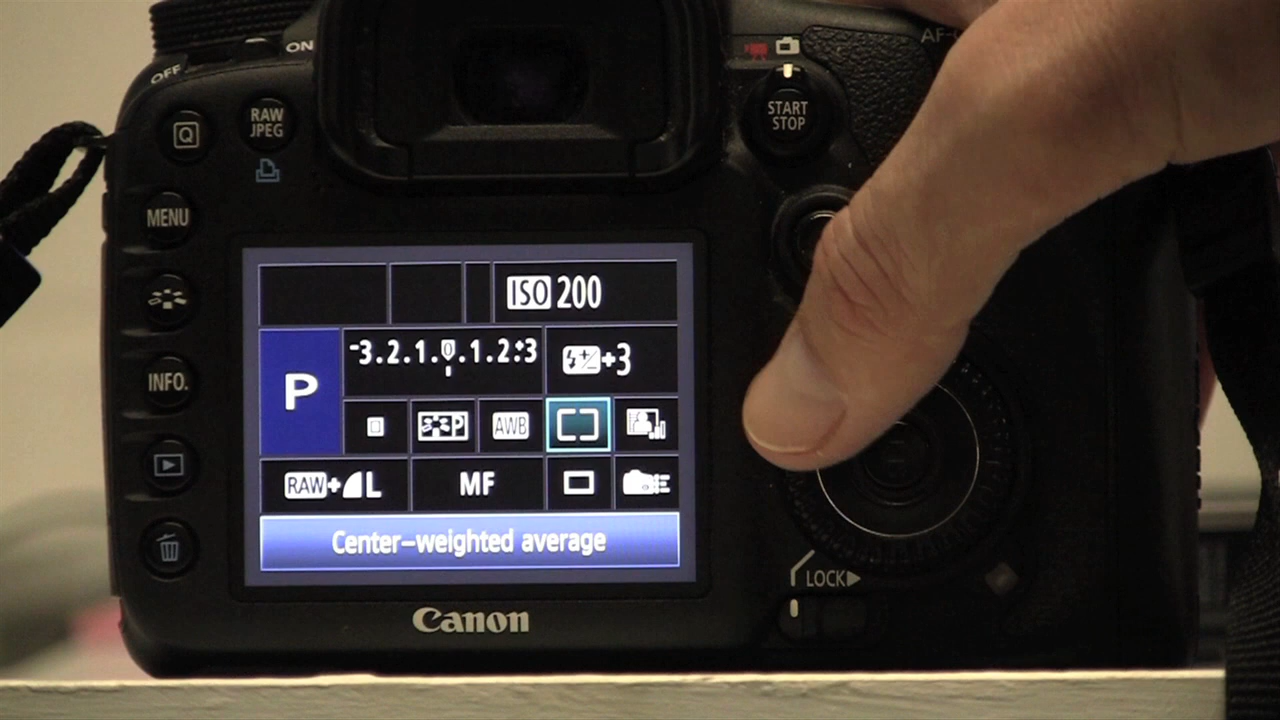 ON
OFF
AF-
Q
RAW
JPEG
START
STOP
MENU
INFO.
ISO 200
P
-3.2.1.0.1.2.+3
+3
P
AWB
RAW+L
MF
Center-weighted average
LOCK
Canon